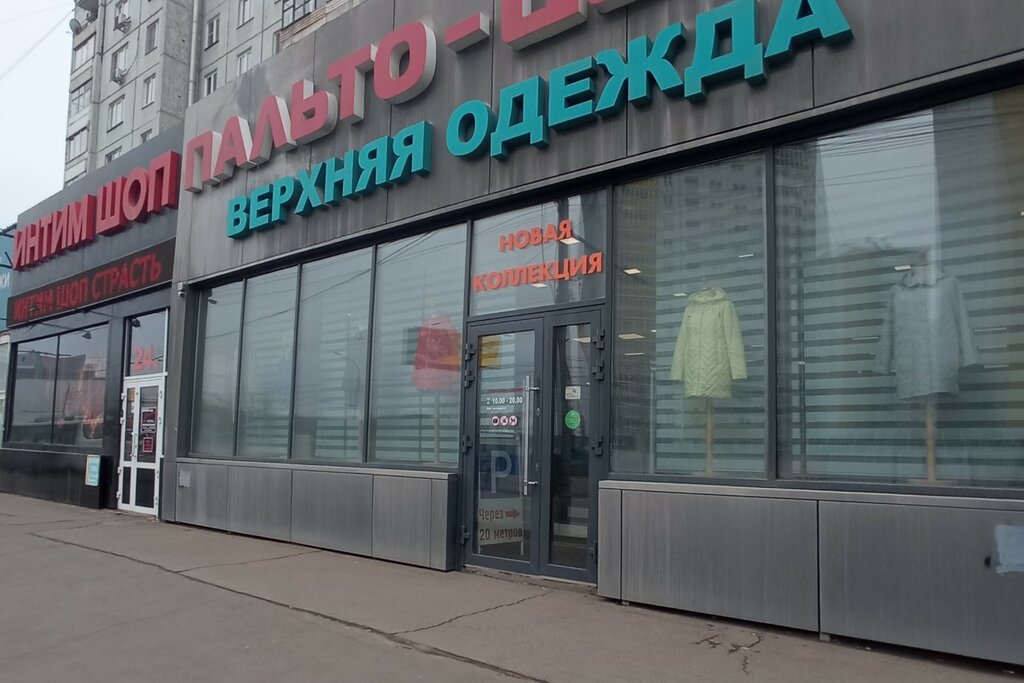 ИНТИМ ШОП
ИНТИМ ШОП СТРАСТЬ
24
ПАЛЬТО-
ВЕРХНЯЯ ОДЕЖДА
НОВАЯ
КОЛЛЕКЦИЯ
10.00 - 20.00
P
Через
20 метров